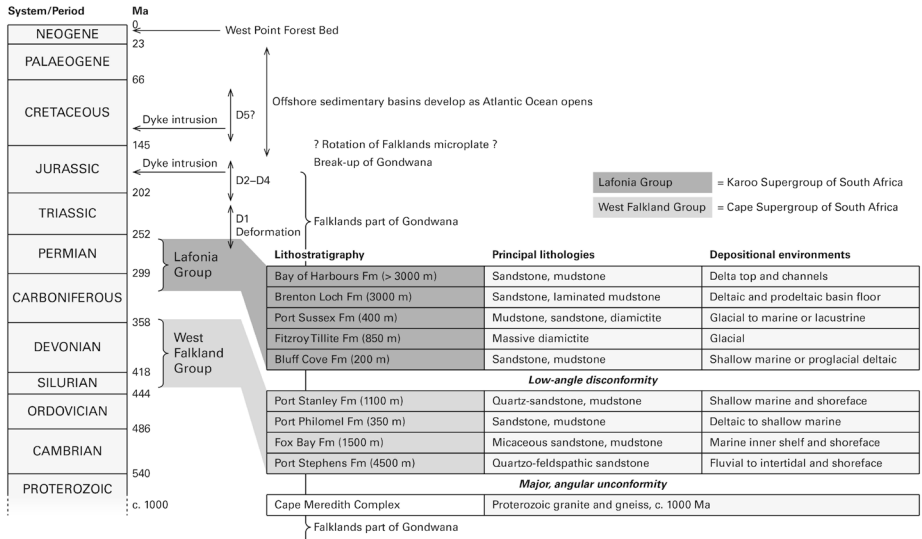 System/Period Ma
0
NEOGENE
West Point Forest Bed
23
PALAEOGENE
66
CRETACEOUS
D5?
Offshore sedimentary basins develop as Atlantic Ocean opens
Dyke intrusion
145
? Rotation of Falklands microplate ?
Break-up of Gondwana
JURASSIC
Dyke intrusion
D2–D4
202
TRIASSIC
D1
Deformation
Falklands part of Gondwana
252
Lafonia Group = Karoo Supergroup of South Africa
West Falkland Group = Cape Supergroup of South Africa
PERMIAN
299
CARBONIFEROUS
358
DEVONIAN
418
SILURIAN
444
ORDOVICIAN
486
CAMBRIAN
540
PROTEROZOIC
c. 1000
Lafonia
Group
West
Falkland
Group
Lithostratigraphy Principal lithologies Depositional environments
Bay of Harbours Fm (> 3000 m) Sandstone, mudstone Delta top and channels
Brenton Loch Fm (3000 m) Sandstone, laminated mudstone Deltaic and prodeltaic basin floor
Port Sussex Fm (400 m) Mudstone, sandstone, diamictite Glacial to marine or lacustrine
Fitzroy Tillite Fm (850 m) Massive diamictite Glacial
Bluff Cove Fm (200 m) Sandstone, mudstone Shallow marine or proglacial deltaic
Low-angle disconformity
Port Stanley Fm (1100 m) Quartz-sandstone, mudstone Shallow marine and shoreface
Port Philomel Fm (350 m) Sandstone, mudstone Deltaic to shallow marine
Fox Bay Fm (1500 m) Micaceous sandstone, mudstone Marine inner shelf and shoreface
Port Stephens Fm (4500 m) Quartzo-feldspathic sandstone Fluvial to intertidal and shoreface
Major, angular unconformity
Cape Meredith Complex Proterozoic granite and gneiss, c. 1000 Ma
Falklands part of Gondwana